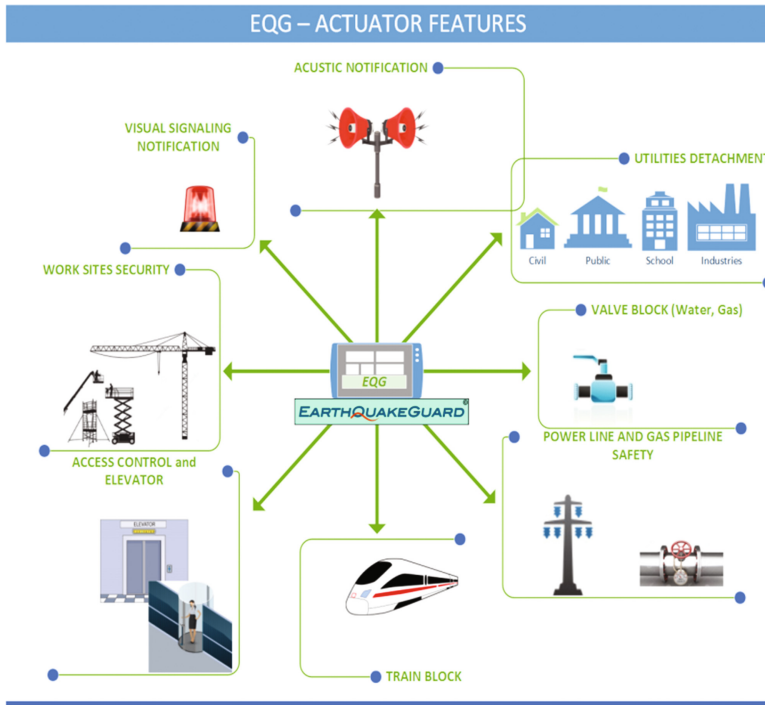 EQG – ACTUATOR FEATURES
ACUSTIC NOTIFICATION
VISUAL SIGNALING
NOTIFICATION
UTILITIES DETACHMENT
Civil
Public
School
Industries
WORK SITES SECURITY
VALVE BLOCK (Water, Gas)
EQG
EARTHQUAKEGUARD®
POWER LINE AND GAS PIPELINE
SAFETY
ACCESS CONTROL and
ELEVATOR
ELEVATOR
TRAIN BLOCK